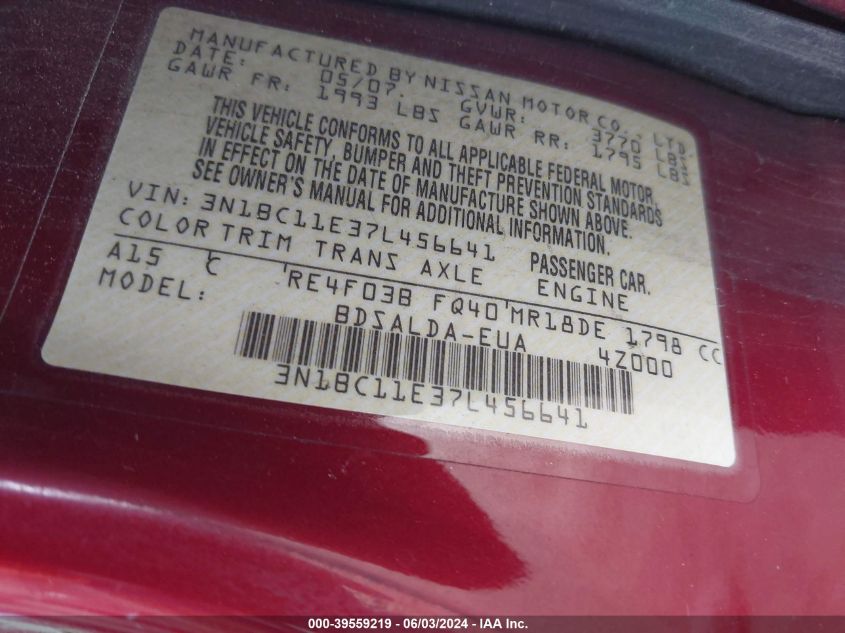 MANUFACTURED BY NISSAN MOTOR CO., LTD.
DATE: 05/07. GVWR: 3770 LBS
GAWR FR: 1993 LBS GAWR RR: 1795 LBS
THIS VEHICLE CONFORMS TO ALL APPLICABLE FEDERAL MOTOR
VEHICLE SAFETY, BUMPER AND THEFT PREVENTION STANDARDS
IN EFFECT ON THE DATE OF MANUFACTURE SHOWN ABOVE.
SEE OWNER'S MANUAL FOR ADDITIONAL INFORMATION.
VIN: 3N1BC11E37L456641 PASSENGER CAR.
COLOR TRIM TRANS AXLE ENGINE
A15 C RE4F03B FQ40 MR18DE 1798 CC
MODEL: BDSALDA-EUA 4Z000
3N1BC11E37L456641
000-39559219 - 06/03/2024 - IAA Inc.